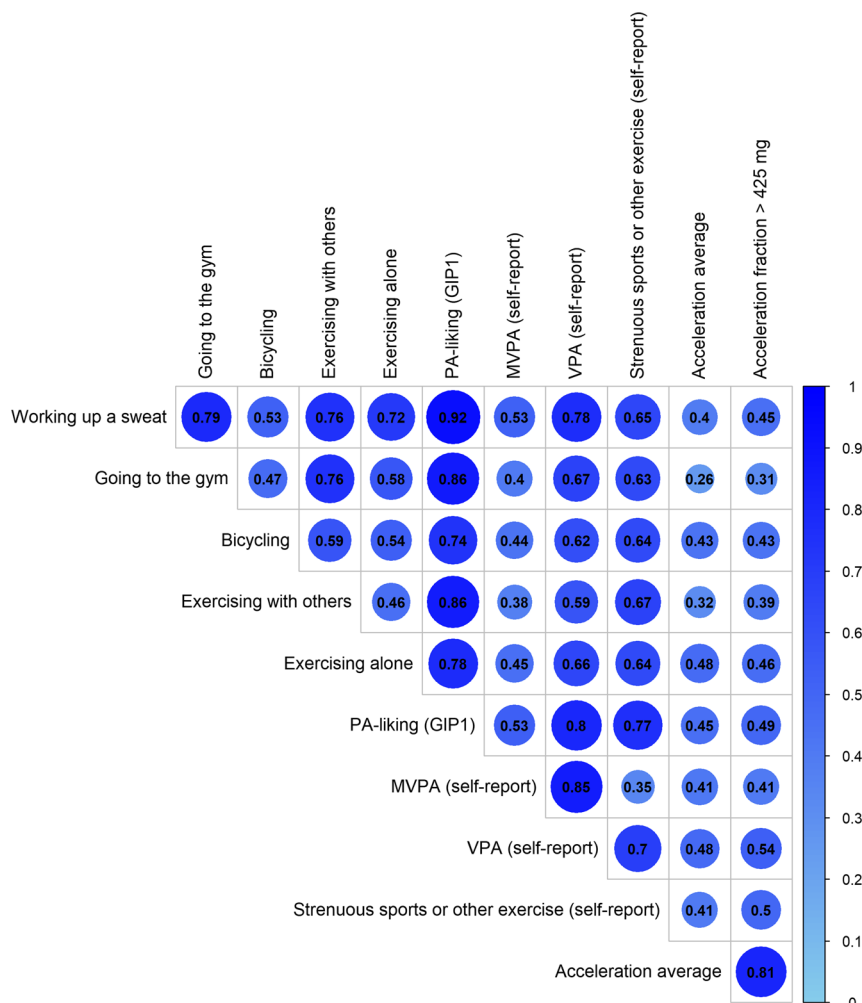 Going to the gym
Bicycling
Exercising with others
Exercising alone
PA-liking (GIP1)
MVPA (self-report)
VPA (self-report)
Strenuous sports or other exercise (self-report)
Acceleration average
Acceleration fraction > 425 mg
Working up a sweat 0.79 0.53 0.76 0.72 0.92 0.53 0.78 0.65 0.4 0.45
Going to the gym 0.47 0.76 0.58 0.86 0.4 0.67 0.63 0.26 0.31
Bicycling 0.59 0.54 0.74 0.44 0.62 0.64 0.43 0.43
Exercising with others 0.46 0.86 0.38 0.59 0.67 0.32 0.39
Exercising alone 0.78 0.45 0.66 0.64 0.48 0.46
PA-liking (GIP1) 0.53 0.8 0.77 0.45 0.49
MVPA (self-report) 0.85 0.35 0.41 0.41
VPA (self-report) 0.7 0.48 0.54
Strenuous sports or other exercise (self-report) 0.41 0.5
Acceleration average 0.81
1
0.9
0.8
0.7
0.6
0.5
0.4
0.3
0.2
0.1
0